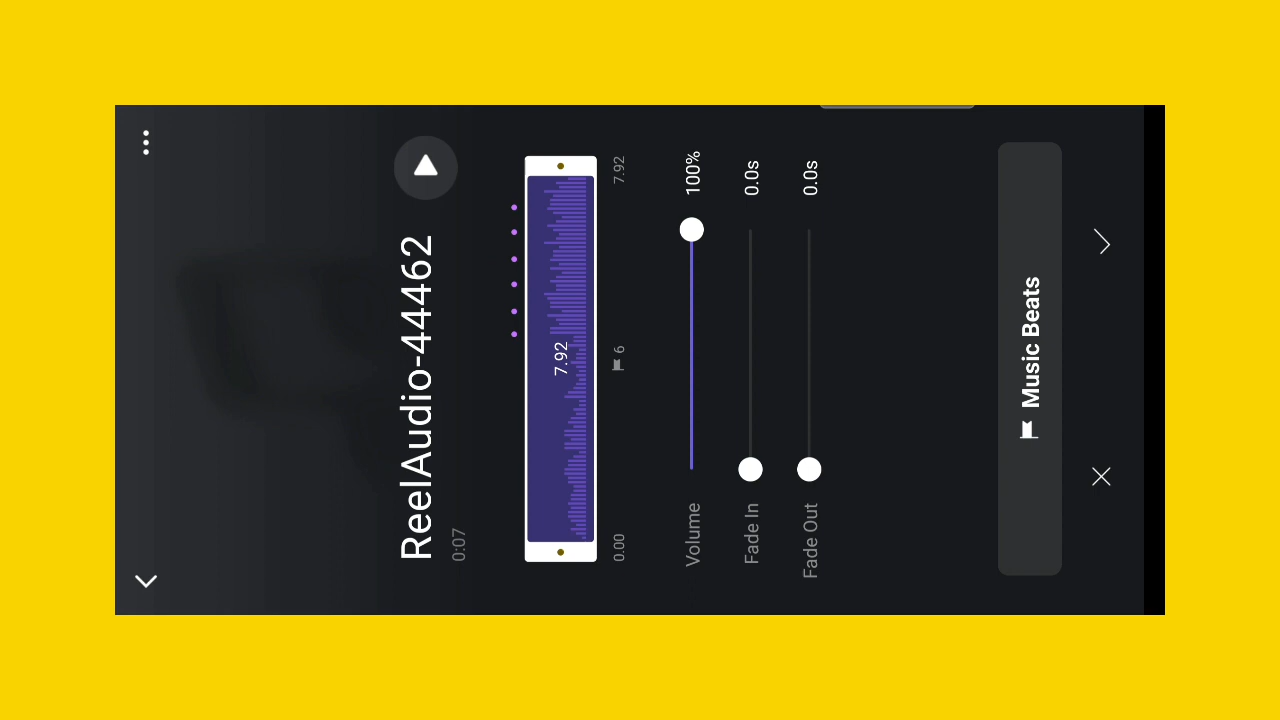 ReelAudio-44462
0:07
7.92
0.00
6
7.92
Volume
100%
Fade In
0.0s
Fade Out
0.0s
Music Beats